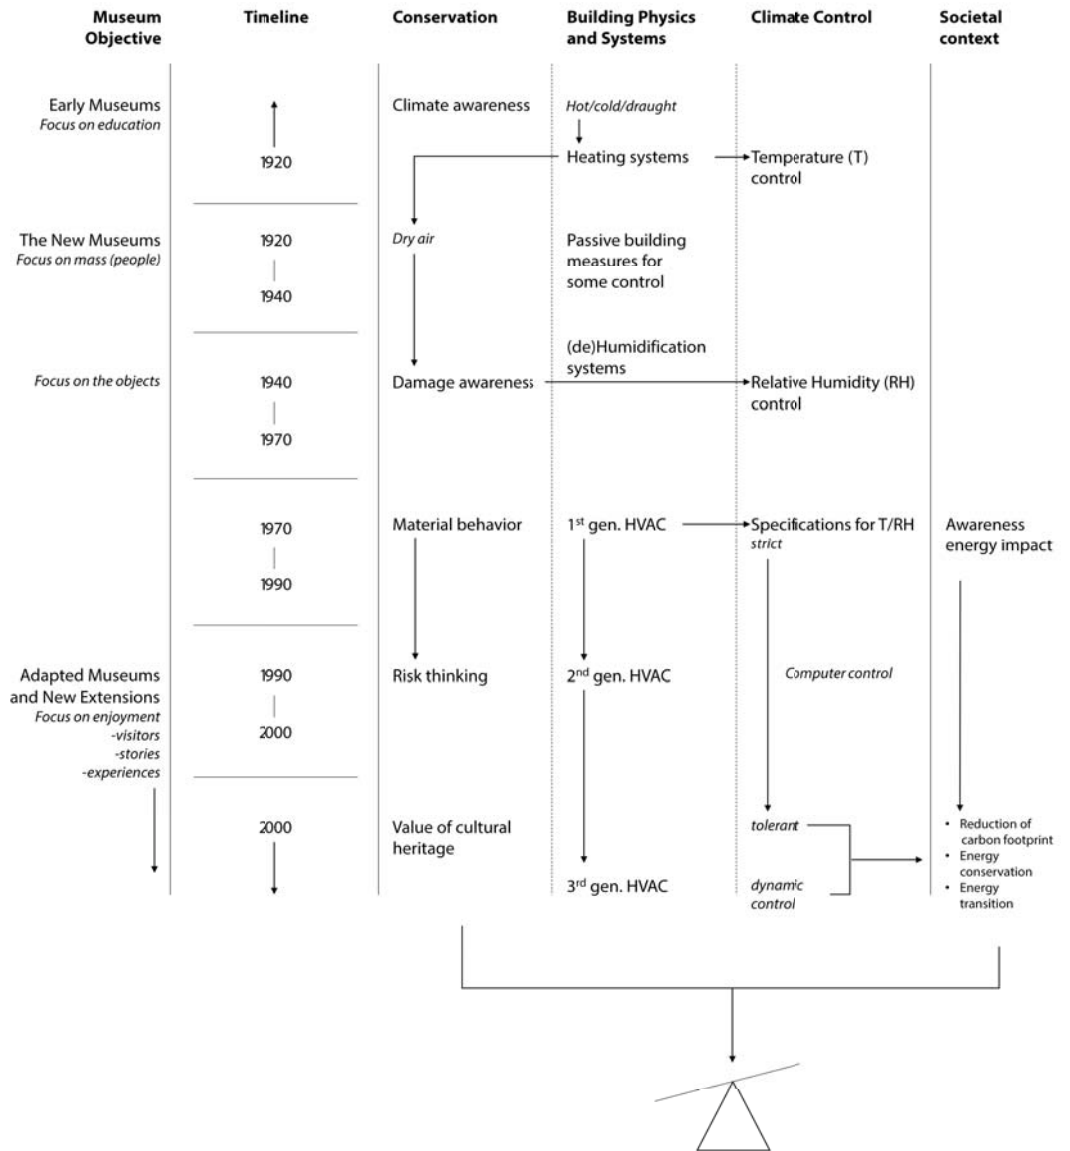 Museum
Objective
Timeline
Conservation
Building Physics
and Systems
Climate Control
Societal
context
Early Museums
Focus on education
1920
Climate awareness
Hot/cold/draught
Heating systems
Temperature (T)
control
The New Museums
Focus on mass (people)
1920
1940
Dry air
Passive building
measures for
some control
Focus on the objects
1940
1970
Damage awareness
(de)Humidification
systems
Relative Humidity (RH)
control
1970
1990
Material behavior
1st gen. HVAC
Specifications for T/RH
strict
Awareness
energy impact
Adapted Museums
and New Extensions
Focus on enjoyment
-visitors
-stories
-experiences
1990
2000
Risk thinking
2nd gen. HVAC
Computer control
2000
Value of cultural
heritage
3rd gen. HVAC
tolerant
dynamic
control
• Reduction of
carbon footprint
• Energy
conservation
• Energy
transition